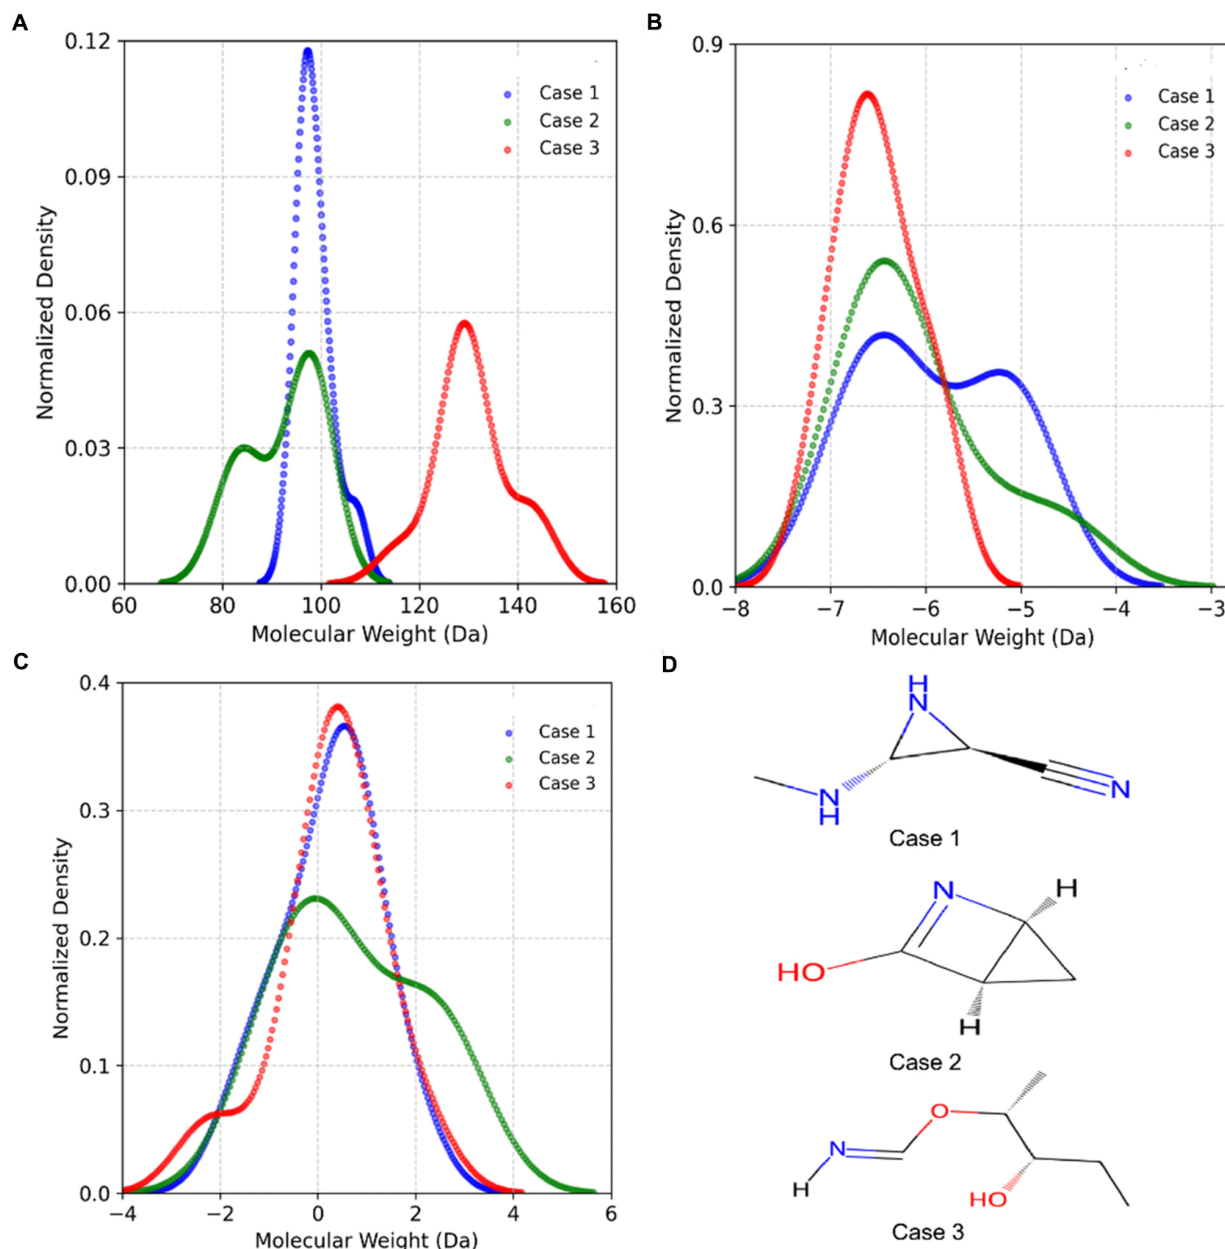 A
0.12
0.09
0.06
0.03
0.00
60
80
100
120
140
160
Normalized Density
Molecular Weight (Da)
Case 1
Case 2
Case 3
B
0.9
0.6
0.3
0.0
−8
−7
−6
−5
−4
−3
Normalized Density
Molecular Weight (Da)
Case 1
Case 2
Case 3
C
0.4
0.3
0.2
0.1
0.0
−4
−2
0
2
4
6
Normalized Density
Molecular Weight (Da)
Case 1
Case 2
Case 3
D
H
N
N
H
N
Case 1
N
H
HO
H
Case 2
O
N
H
HO
Case 3